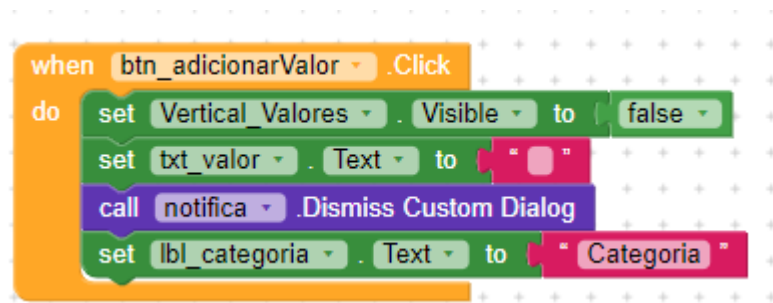 when btn_adicionarValor .Click
do set Vertical_Valores . Visible to false
set txt_valor . Text to " "
call notifica .Dismiss Custom Dialog
set lbl_categoria . Text to " Categoria "